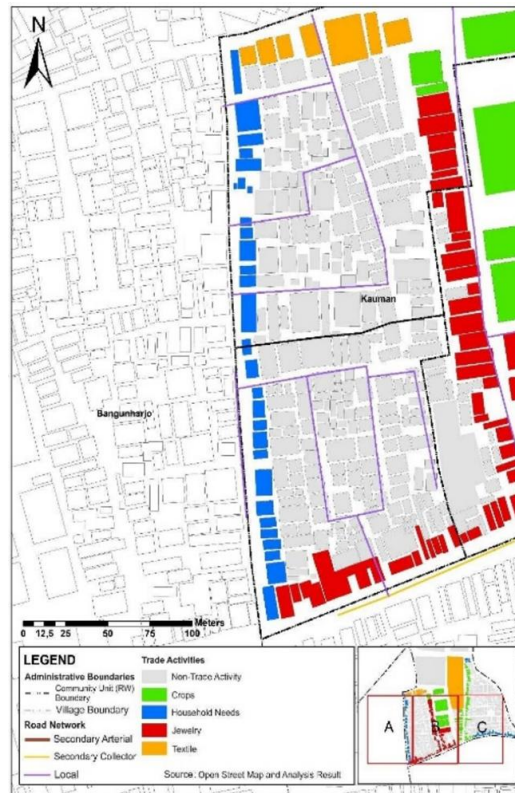 N
Kauman
Bangunharjo
Meters
0 12,5 25 50 75 100
LEGEND
Administrative Boundaries
Community Unit (RW)
Boundary
Village Boundary
Road Network
Secondary Arterial
Secondary Collector
Local
Trade Activities
Non-Trace Activity
Crops
Household Needs
Jewelry
Textile
Source: Open Street Map and Analysis Result
A
B
C